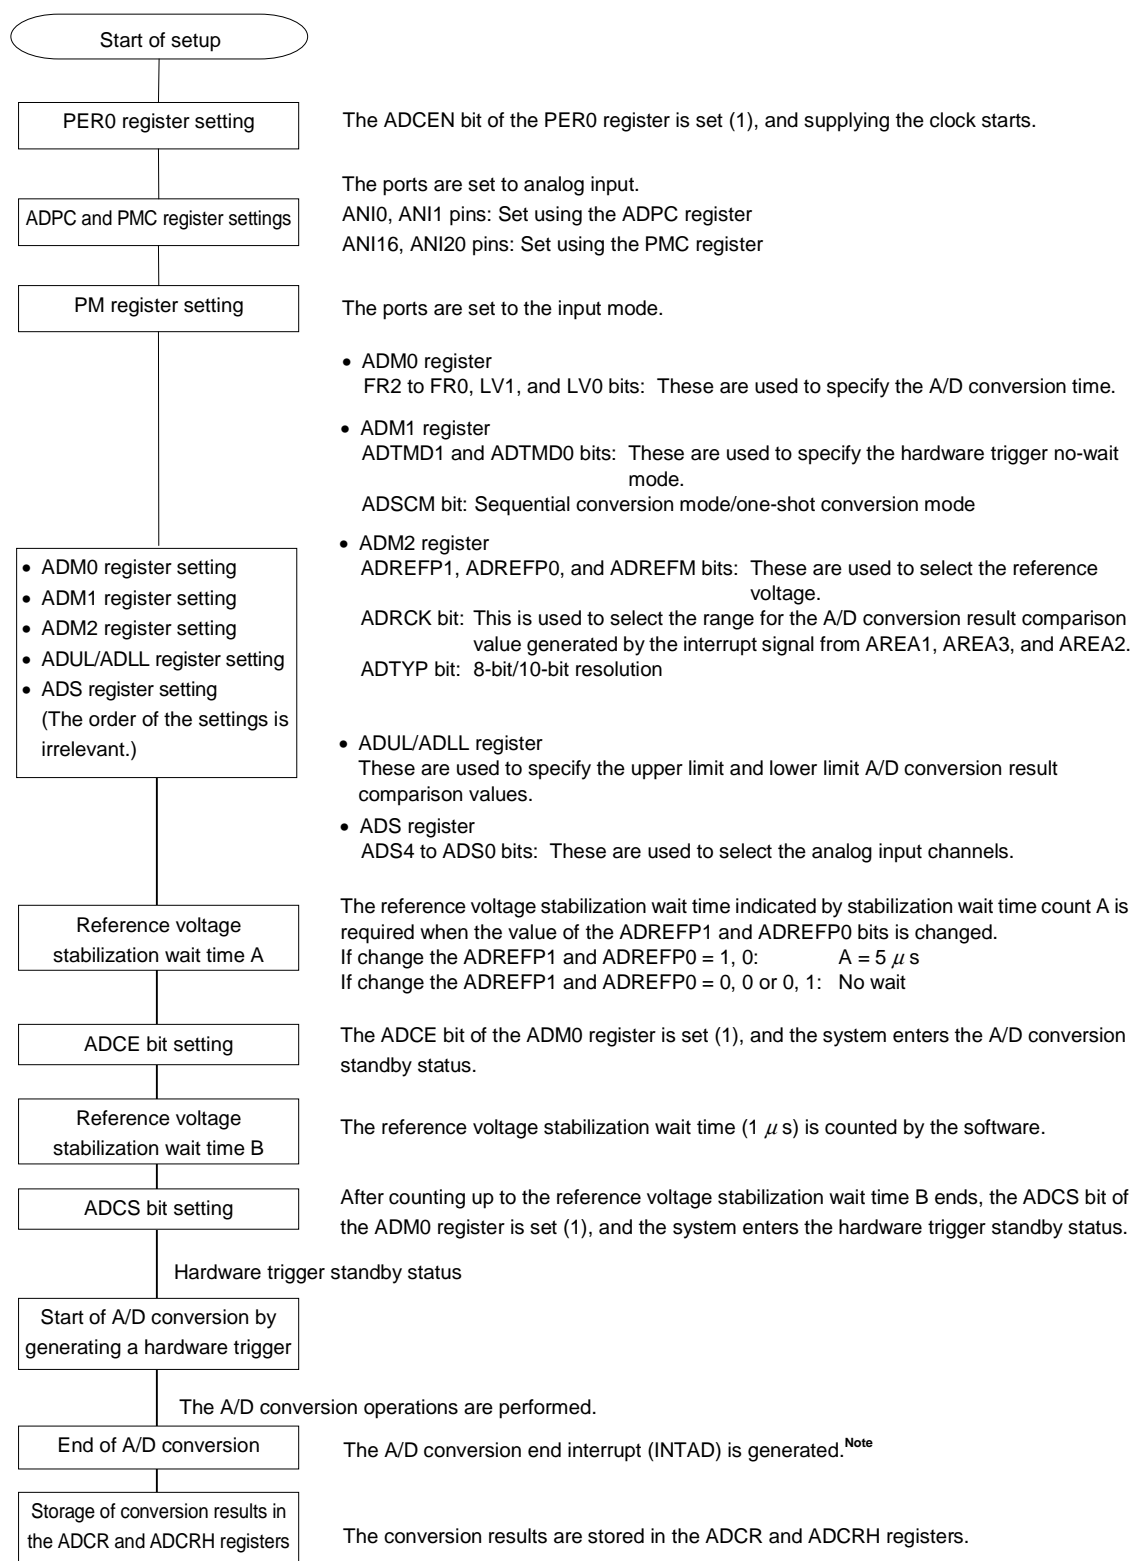 Start of setup
PER0 register setting
The ADCEN bit of the PER0 register is set (1), and supplying the clock starts.
The ports are set to analog input.
ADPC and PMC register settings
ANI0, ANI1 pins: Set using the ADPC register
ANI16, ANI20 pins: Set using the PMC register
PM register setting
The ports are set to the input mode.
• ADM0 register
FR2 to FR0, LV1, and LV0 bits: These are used to specify the A/D conversion time.
• ADM1 register
ADTMD1 and ADTMD0 bits: These are used to specify the hardware trigger no-wait
mode.
ADSCM bit: Sequential conversion mode/one-shot conversion mode
• ADM2 register
ADREFP1, ADREFP0, and ADREFM bits: These are used to select the reference
voltage.
ADRCK bit: This is used to select the range for the A/D conversion result comparison
value generated by the interrupt signal from AREA1, AREA3, and AREA2.
ADTYP bit: 8-bit/10-bit resolution
• ADM0 register setting
• ADM1 register setting
• ADM2 register setting
• ADUL/ADLL register setting
• ADS register setting
(The order of the settings is
irrelevant.)
• ADUL/ADLL register
These are used to specify the upper limit and lower limit A/D conversion result
comparison values.
• ADS register
ADS4 to ADS0 bits: These are used to select the analog input channels.
Reference voltage
stabilization wait time A
The reference voltage stabilization wait time indicated by stabilization wait time count A is
required when the value of the ADREFP1 and ADREFP0 bits is changed.
If change the ADREFP1 and ADREFP0 = 1, 0: A = 5 μ s
If change the ADREFP1 and ADREFP0 = 0, 0 or 0, 1: No wait
ADCE bit setting
The ADCE bit of the ADM0 register is set (1), and the system enters the A/D conversion
standby status.
Reference voltage
stabilization wait time B
The reference voltage stabilization wait time (1 μ s) is counted by the software.
ADCS bit setting
After counting up to the reference voltage stabilization wait time B ends, the ADCS bit of
the ADM0 register is set (1), and the system enters the hardware trigger standby status.
Hardware trigger standby status
Start of A/D conversion by
generating a hardware trigger
The A/D conversion operations are performed.
End of A/D conversion
The A/D conversion end interrupt (INTAD) is generated.Note
Storage of conversion results in
the ADCR and ADCRH registers
The conversion results are stored in the ADCR and ADCRH registers.